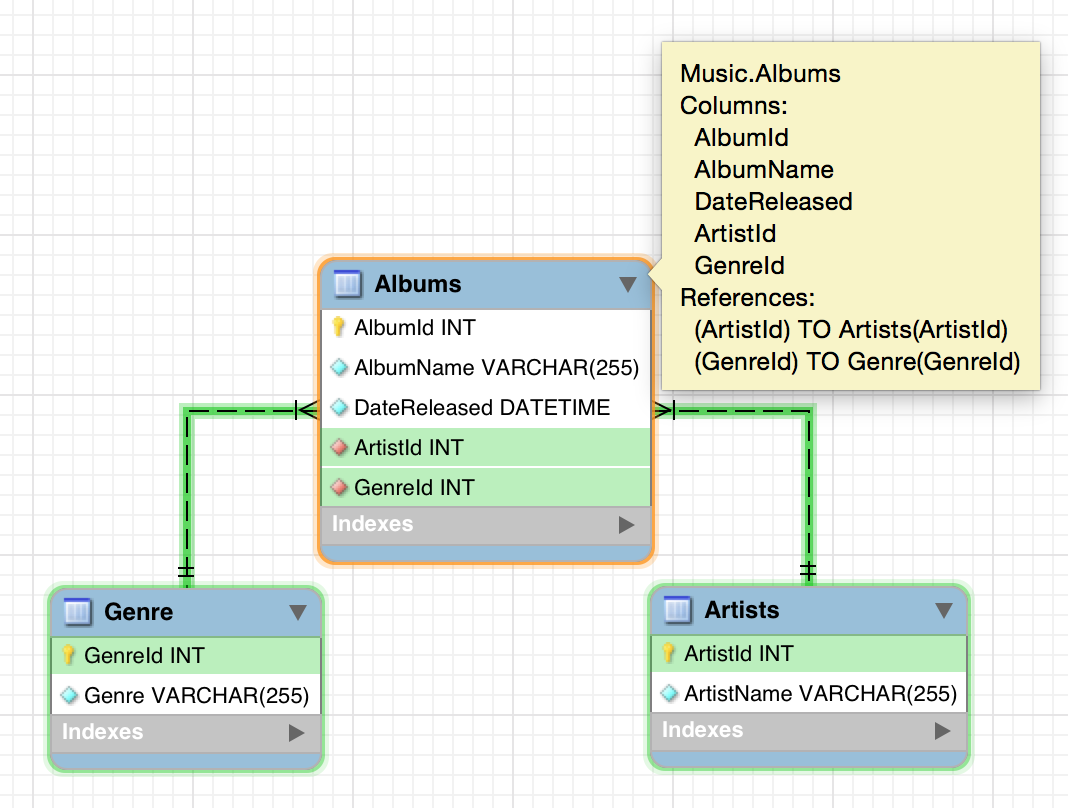 Music.Albums
Columns:
AlbumId
AlbumName
DateReleased
ArtistId
GenreId
References:
(ArtistId) TO Artists(ArtistId)
(GenreId) TO Genre(GenreId)
Albums
AlbumId INT
AlbumName VARCHAR(255)
DateReleased DATETIME
ArtistId INT
GenreId INT
Indexes
Genre
GenreId INT
Genre VARCHAR(255)
Indexes
Artists
ArtistId INT
ArtistName VARCHAR(255)
Indexes